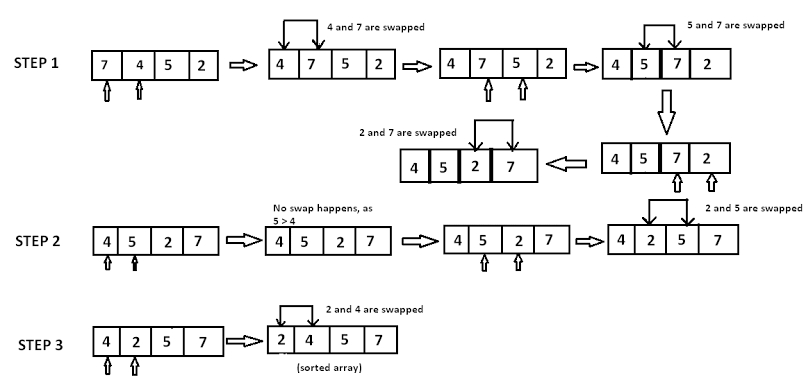 4 and 7 are swapped
5 and 7 are swapped
STEP 1
7 4 5 2
4 7 5 2
4 7 5 2
4 5 7 2
2 and 7 are swapped
4 5 2 7
4 5 7 2
No swap happens, as
5 > 4
2 and 5 are swapped
STEP 2
4 5 2 7
4 5 2 7
4 5 2 7
4 2 5 7
2 and 4 are swapped
STEP 3
4 2 5 7
2 4 5 7
(sorted array)